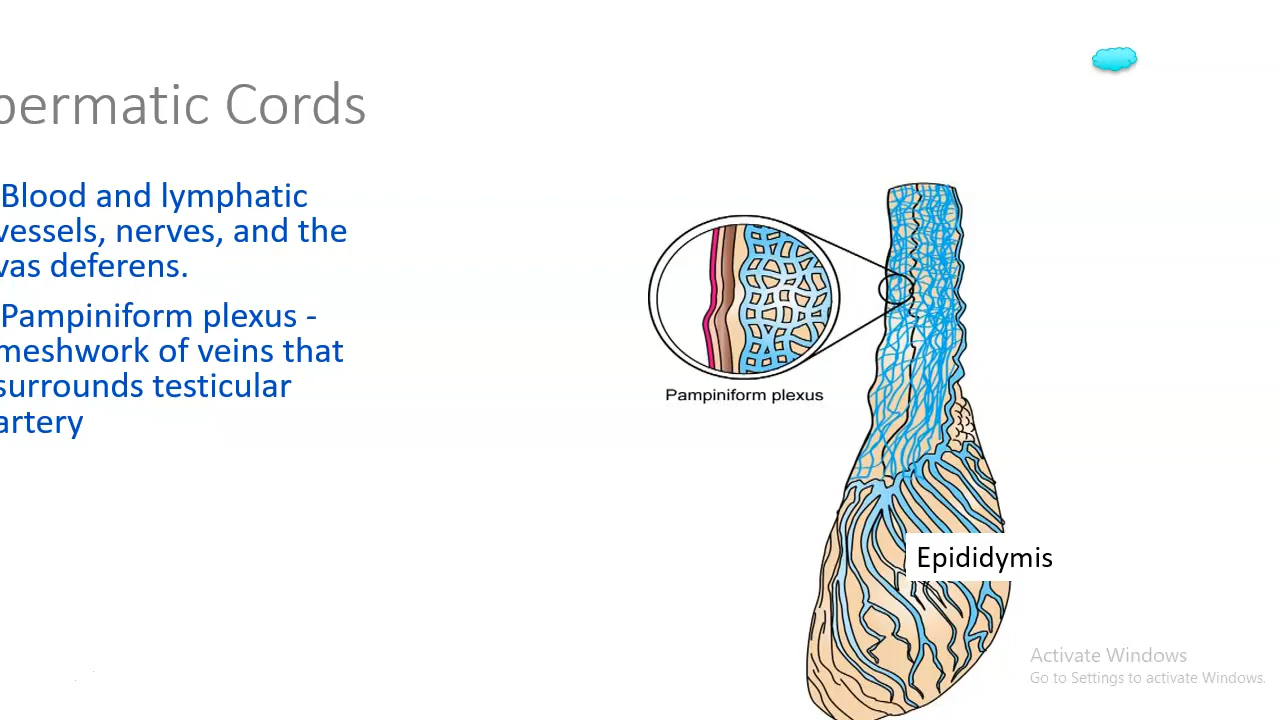 permatic Cords
Blood and lymphatic
vessels, nerves, and the
vas deferens.
Pampiniform plexus -
meshwork of veins that
surrounds testicular
artery
Pampiniform plexus
Epididymis
Activate Windows
Go to Settings to activate Windows.